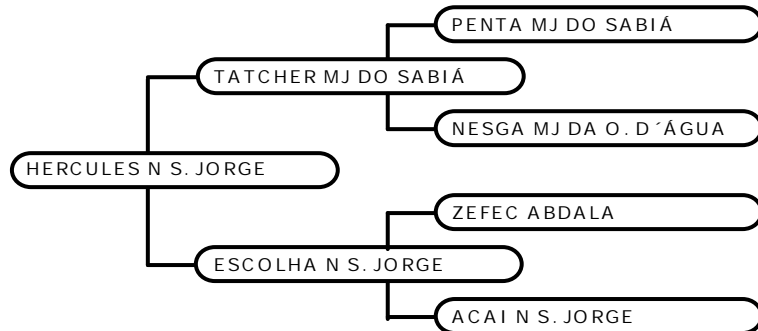 PENTA MJ DO SABIÁ
TATCHER MJ DO SABIÁ
NESGA MJ DA O. D´ÁGUA
HERCULES N S. JORGE
ZEFEC ABDALA
ESCOLHA N S. JORGE
ACAI N S. JORGE